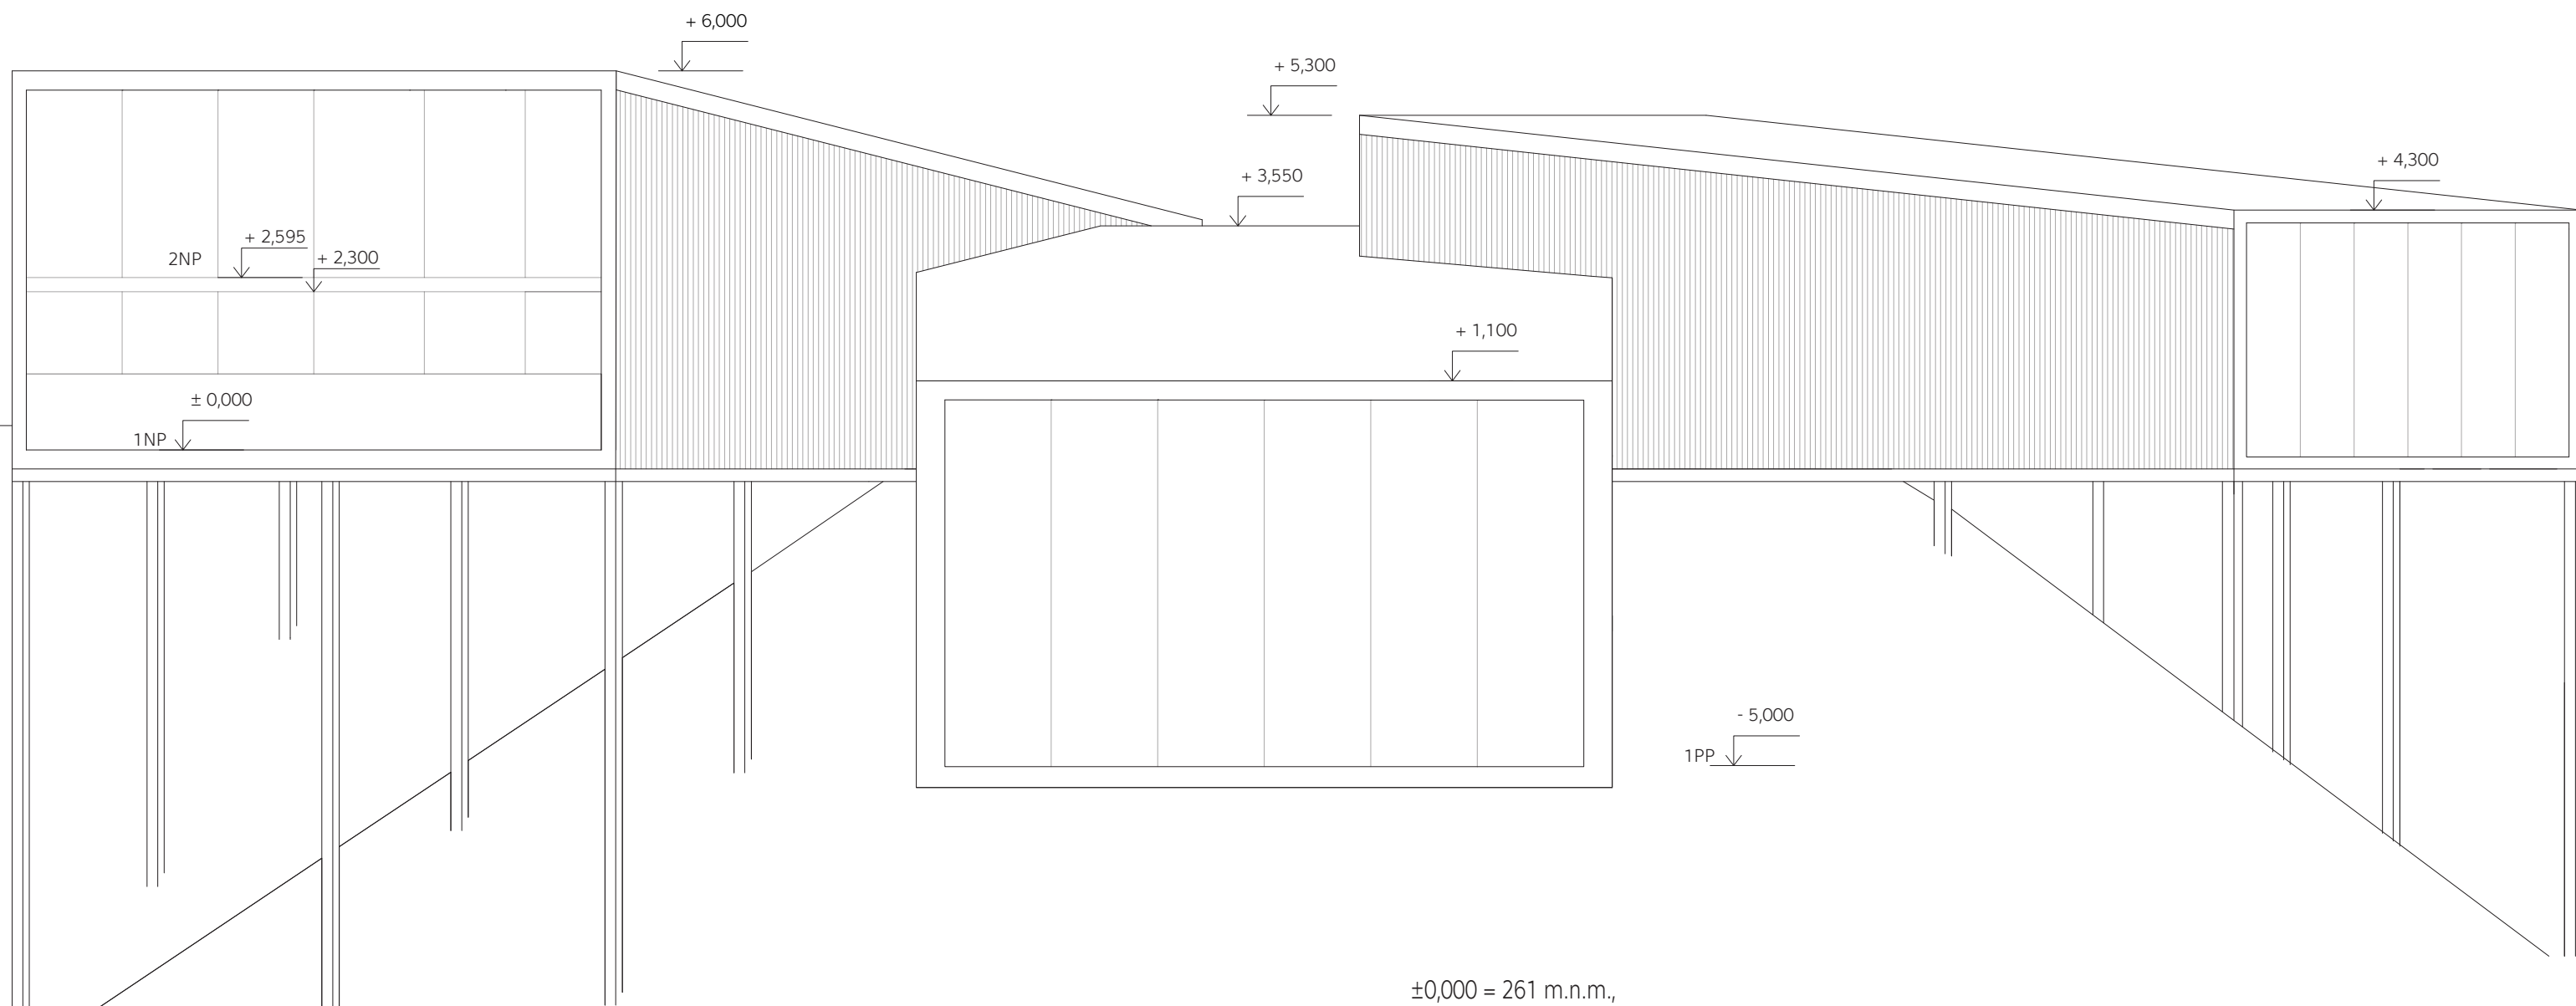 + 6,000
+ 5,300
+ 4,300
+ 3,550
+ 2,595
2NP
+ 2,300
+ 1,100
± 0,000
1NP
- 5,000
1PP
±0,000 = 261 m.n.m.,